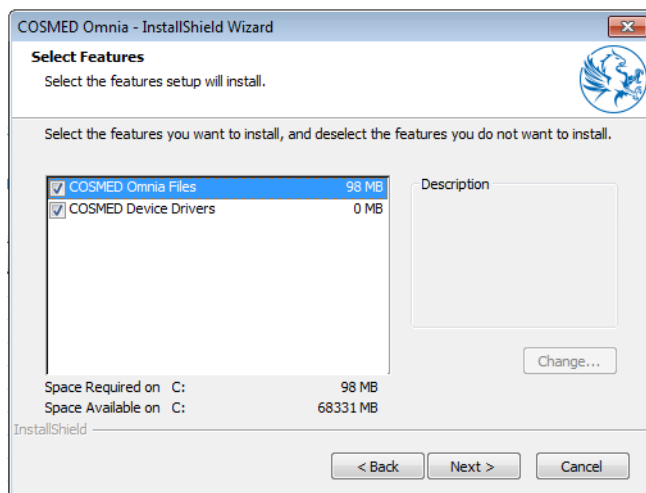 COSMED Omnia - InstallShield Wizard
Select Features
Select the features setup will install.
Select the features you want to install, and deselect the features you do not want to install.
COSMED Omnia Files 98 MB
COSMED Device Drivers 0 MB
Description
Change...
Space Required on C: 98 MB
Space Available on C: 68331 MB
InstallShield
< Back Next > Cancel